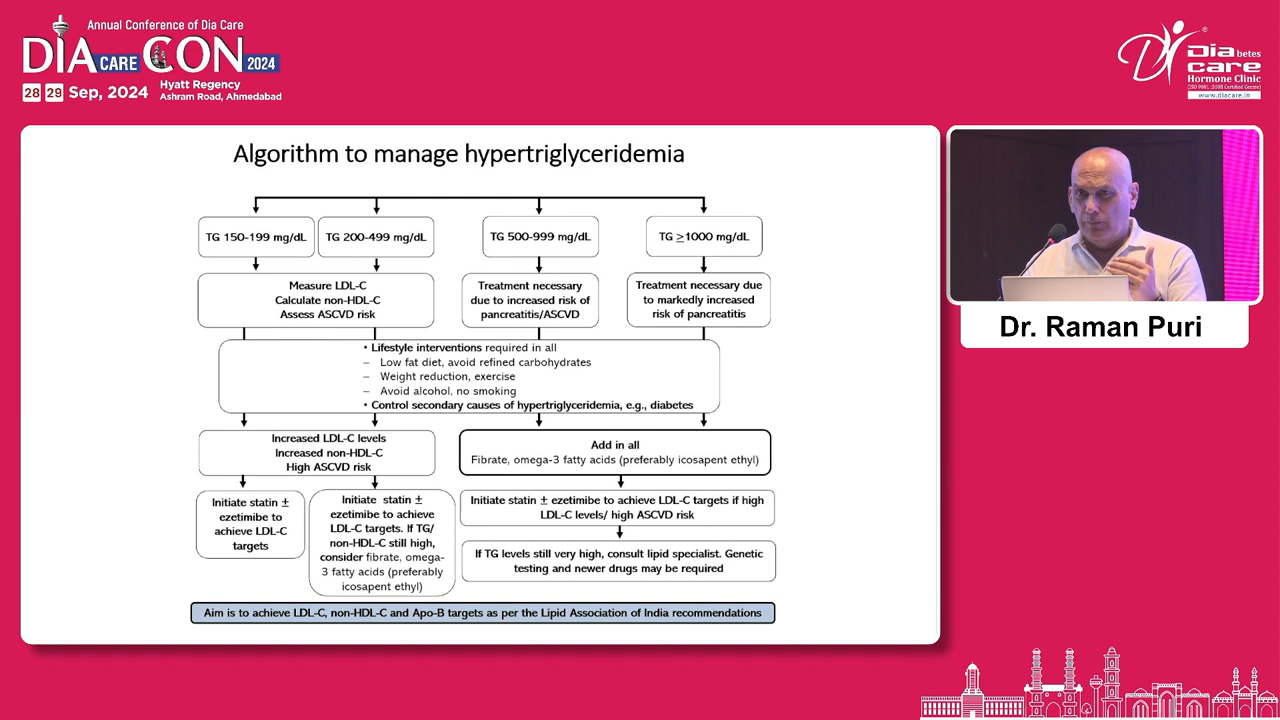 Annual Conference of Dia Care
DIA CARE CON 2024
28 29 Sep, 2024
Hyatt Regency
Ashram Road, Ahmedabad
®
Diabetes
care
Hormone Clinic
(ISO 9001 :2008 Certified Centre)
www.diacare.in
Algorithm to manage hypertriglyceridemia
TG 150-199 mg/dL
TG 200-499 mg/dL
TG 500-999 mg/dL
TG ≥1000 mg/dL
Measure LDL-C
Calculate non-HDL-C
Assess ASCVD risk
Treatment necessary
due to increased risk of
pancreatitis/ASCVD
Treatment necessary due
to markedly increased
risk of pancreatitis
• Lifestyle interventions required in all
– Low fat diet, avoid refined carbohydrates
– Weight reduction, exercise
– Avoid alcohol, no smoking
• Control secondary causes of hypertriglyceridemia, e.g., diabetes
Increased LDL-C levels
Increased non-HDL-C
High ASCVD risk
Add in all
Fibrate, omega-3 fatty acids (preferably icosapent ethyl)
Initiate statin ±
ezetimibe to
achieve LDL-C
targets
Initiate statin ±
ezetimibe to achieve
LDL-C targets. If TG/
non-HDL-C still high,
consider fibrate, omega-
3 fatty acids (preferably
icosapent ethyl)
Initiate statin ± ezetimibe to achieve LDL-C targets if high
LDL-C levels/ high ASCVD risk
If TG levels still very high, consult lipid specialist. Genetic
testing and newer drugs may be required
Aim is to achieve LDL-C, non-HDL-C and Apo-B targets as per the Lipid Association of India recommendations
Dr. Raman Puri